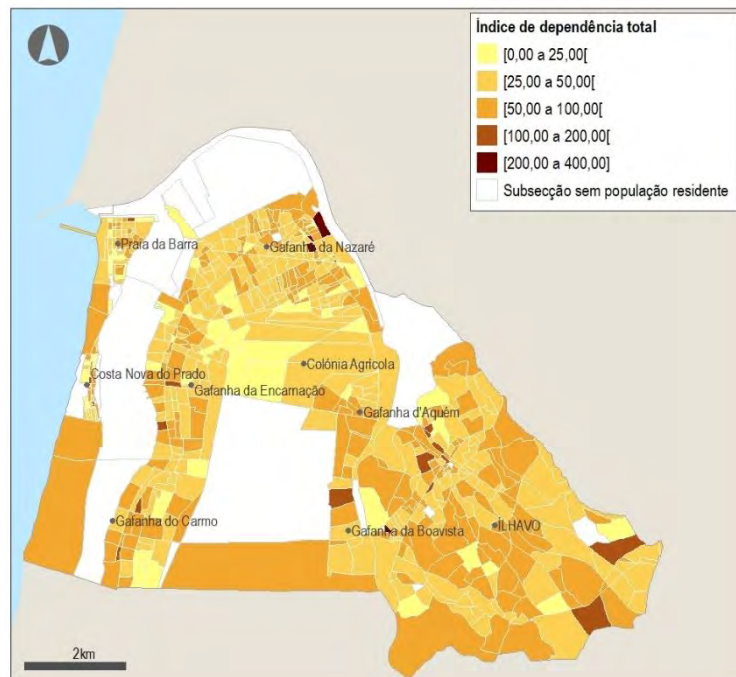 Índice de dependência total
[0,00 a 25,00[
[25,00 a 50,00[
[50,00 a 100,00[
[100,00 a 200,00[
[200,00 a 400,00]
Subsecção sem população residente
Praia da Barra
Gafanha da Nazaré
Colónia Agrícola
Costa Nova do Prado
Gafanha da Encarnação
Gafanha d'Aquém
Gafanha do Carmo
Gafanha da Boavista
ÍLHAVO
2km